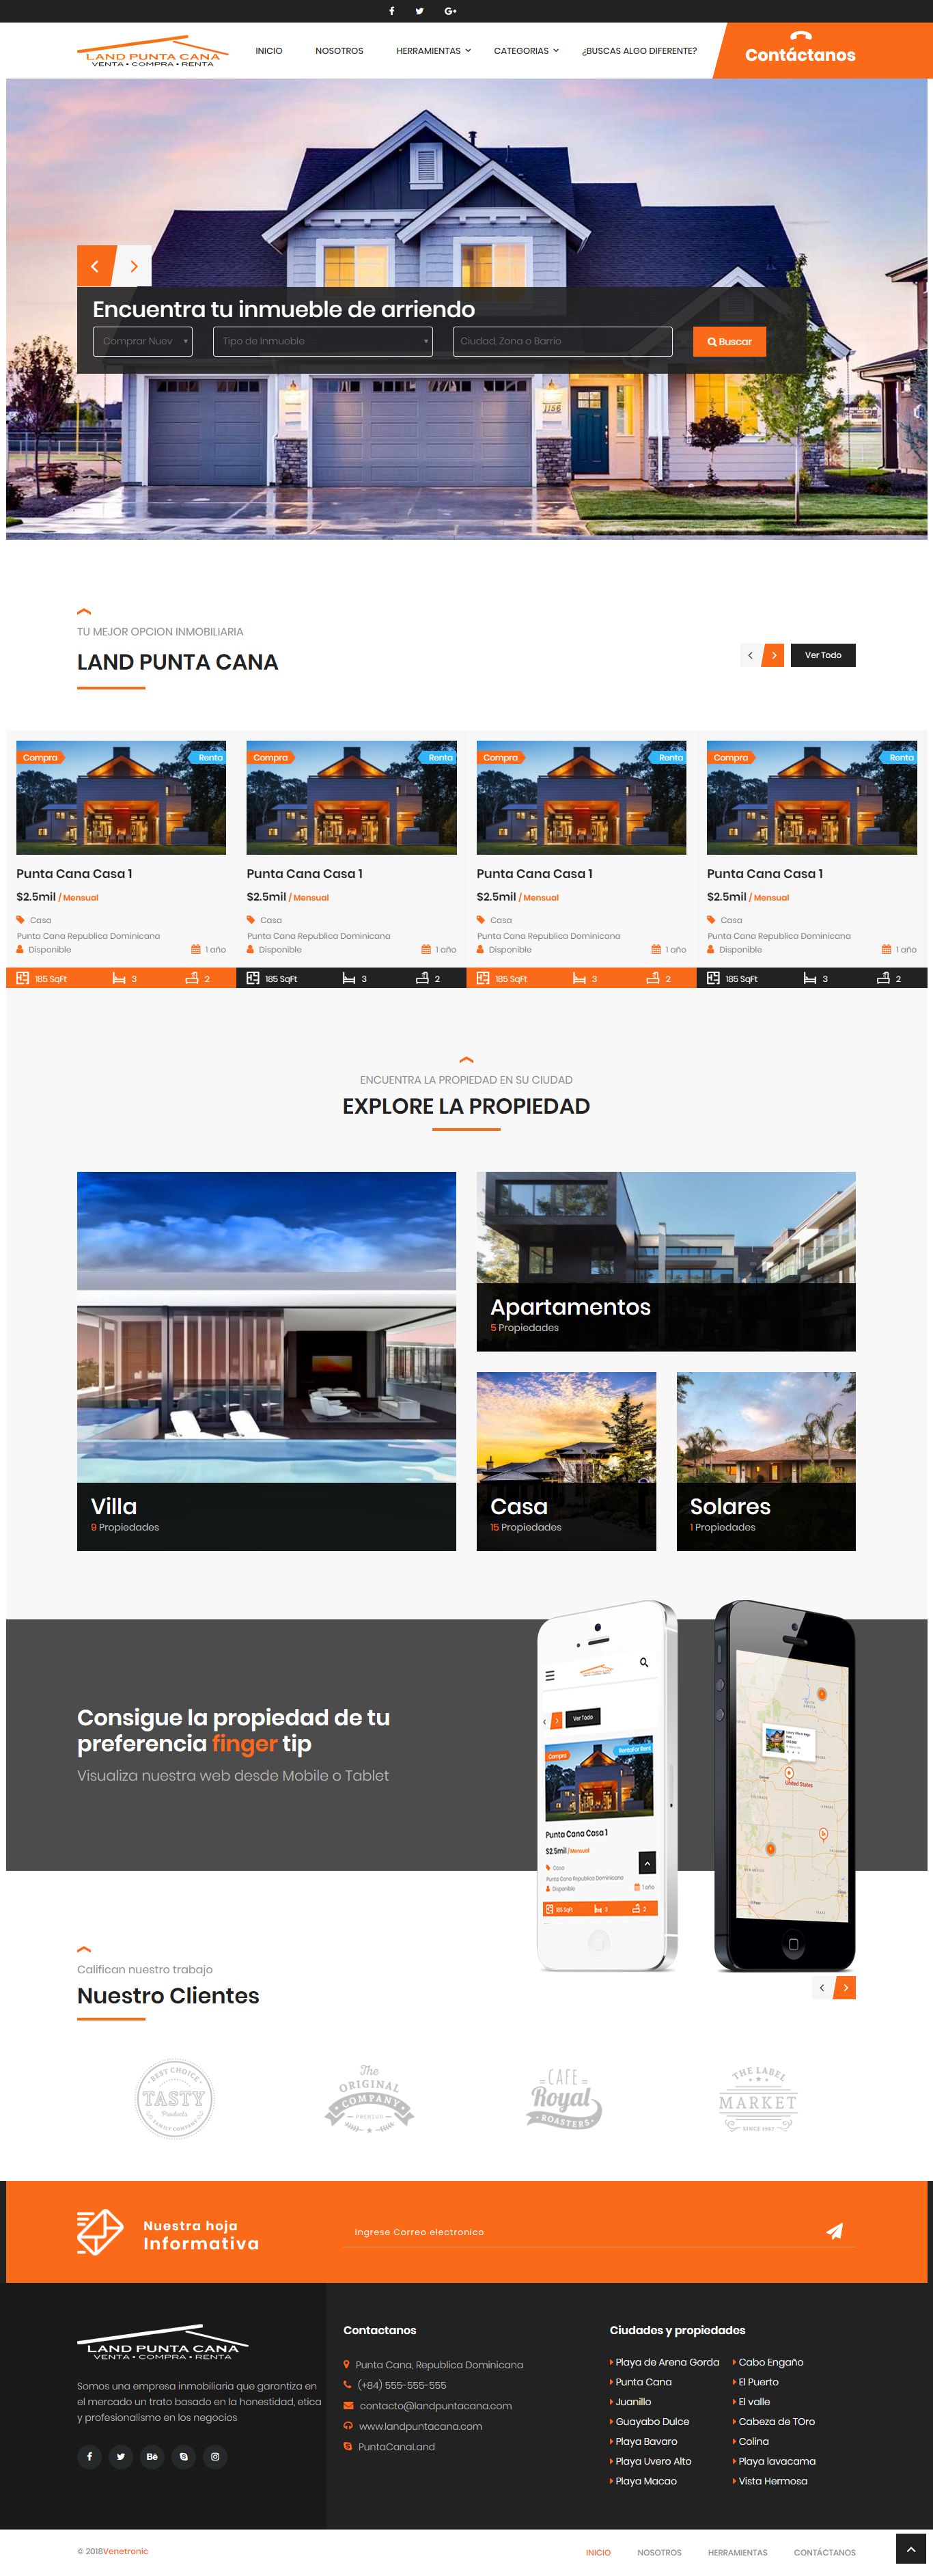 LAND PUNTA CANA
VENTA • COMPRA • RENTA
INICIO
NOSOTROS
HERRAMIENTAS
CATEGORIAS
¿BUSCAS ALGO DIFERENTE?
Contáctanos
1156
Encuentra tu inmueble de arriendo
Comprar Nuev
Tipo de Inmueble
Ciudad, Zona o Barrio
Buscar
TU MEJOR OPCION INMOBILIARIA
LAND PUNTA CANA
Ver Todo
Compra
Renta
Compra
Renta
Compra
Renta
Compra
Renta
Punta Cana Casa 1
Punta Cana Casa 1
Punta Cana Casa 1
Punta Cana Casa 1
$2.5mil / Mensual
$2.5mil / Mensual
$2.5mil / Mensual
$2.5mil / Mensual
Casa
Casa
Casa
Casa
Punta Cana Republica Dominicana
Punta Cana Republica Dominicana
Punta Cana Republica Dominicana
Punta Cana Republica Dominicana
Disponible 1 año
Disponible 1 año
Disponible 1 año
Disponible 1 año
185 SqFt 3 2
185 SqFt 3 2
185 SqFt 3 2
185 SqFt 3 2
ENCUENTRA LA PROPIEDAD EN SU CIUDAD
EXPLORE LA PROPIEDAD
Apartamentos
5 Propiedades
Villa
9 Propiedades
Casa
15 Propiedades
Solares
1 Propiedades
Consigue la propiedad de tu
preferencia finger tip
Visualiza nuestra web desde Mobile o Tablet
Ver Todo
Compra
RentaFor Rent
Punta Cana Casa 1
$2.5mil / Mensual
Casa
Punta Cana Republica Dominicana
Disponible 1 año
185 SqFt 3 2
United States
Califican nuestro trabajo
Nuestro Clientes
BEST CHOICE
TASTY
Products
FAMILY COMPANY
The
ORIGINAL
COMPANY
PREMIUM
CAFE
Royal
ROASTERS
THE LABEL
MARKET
SINCE 1982
Nuestra hoja
Informativa
Ingrese Correo electronico
LAND PUNTA CANA
VENTA • COMPRA • RENTA
Somos una empresa inmobiliaria que garantiza en
el mercado un trato basado en la honestidad, etica
y profesionalismo en los negocios
Contactanos
Punta Cana, Republica Dominicana
(+84) 555-555-555
contacto@landpuntacana.com
www.landpuntacana.com
PuntaCanaLand
Ciudades y propiedades
Playa de Arena Gorda
Punta Cana
Juanillo
Guayabo Dulce
Playa Bavaro
Playa Uvero Alto
Playa Macao
Cabo Engaño
El Puerto
El valle
Cabeza de TOro
Colina
Playa lavacama
Vista Hermosa
© 2018Venetronic
INICIO
NOSOTROS
HERRAMIENTAS
CONTÁCTANOS